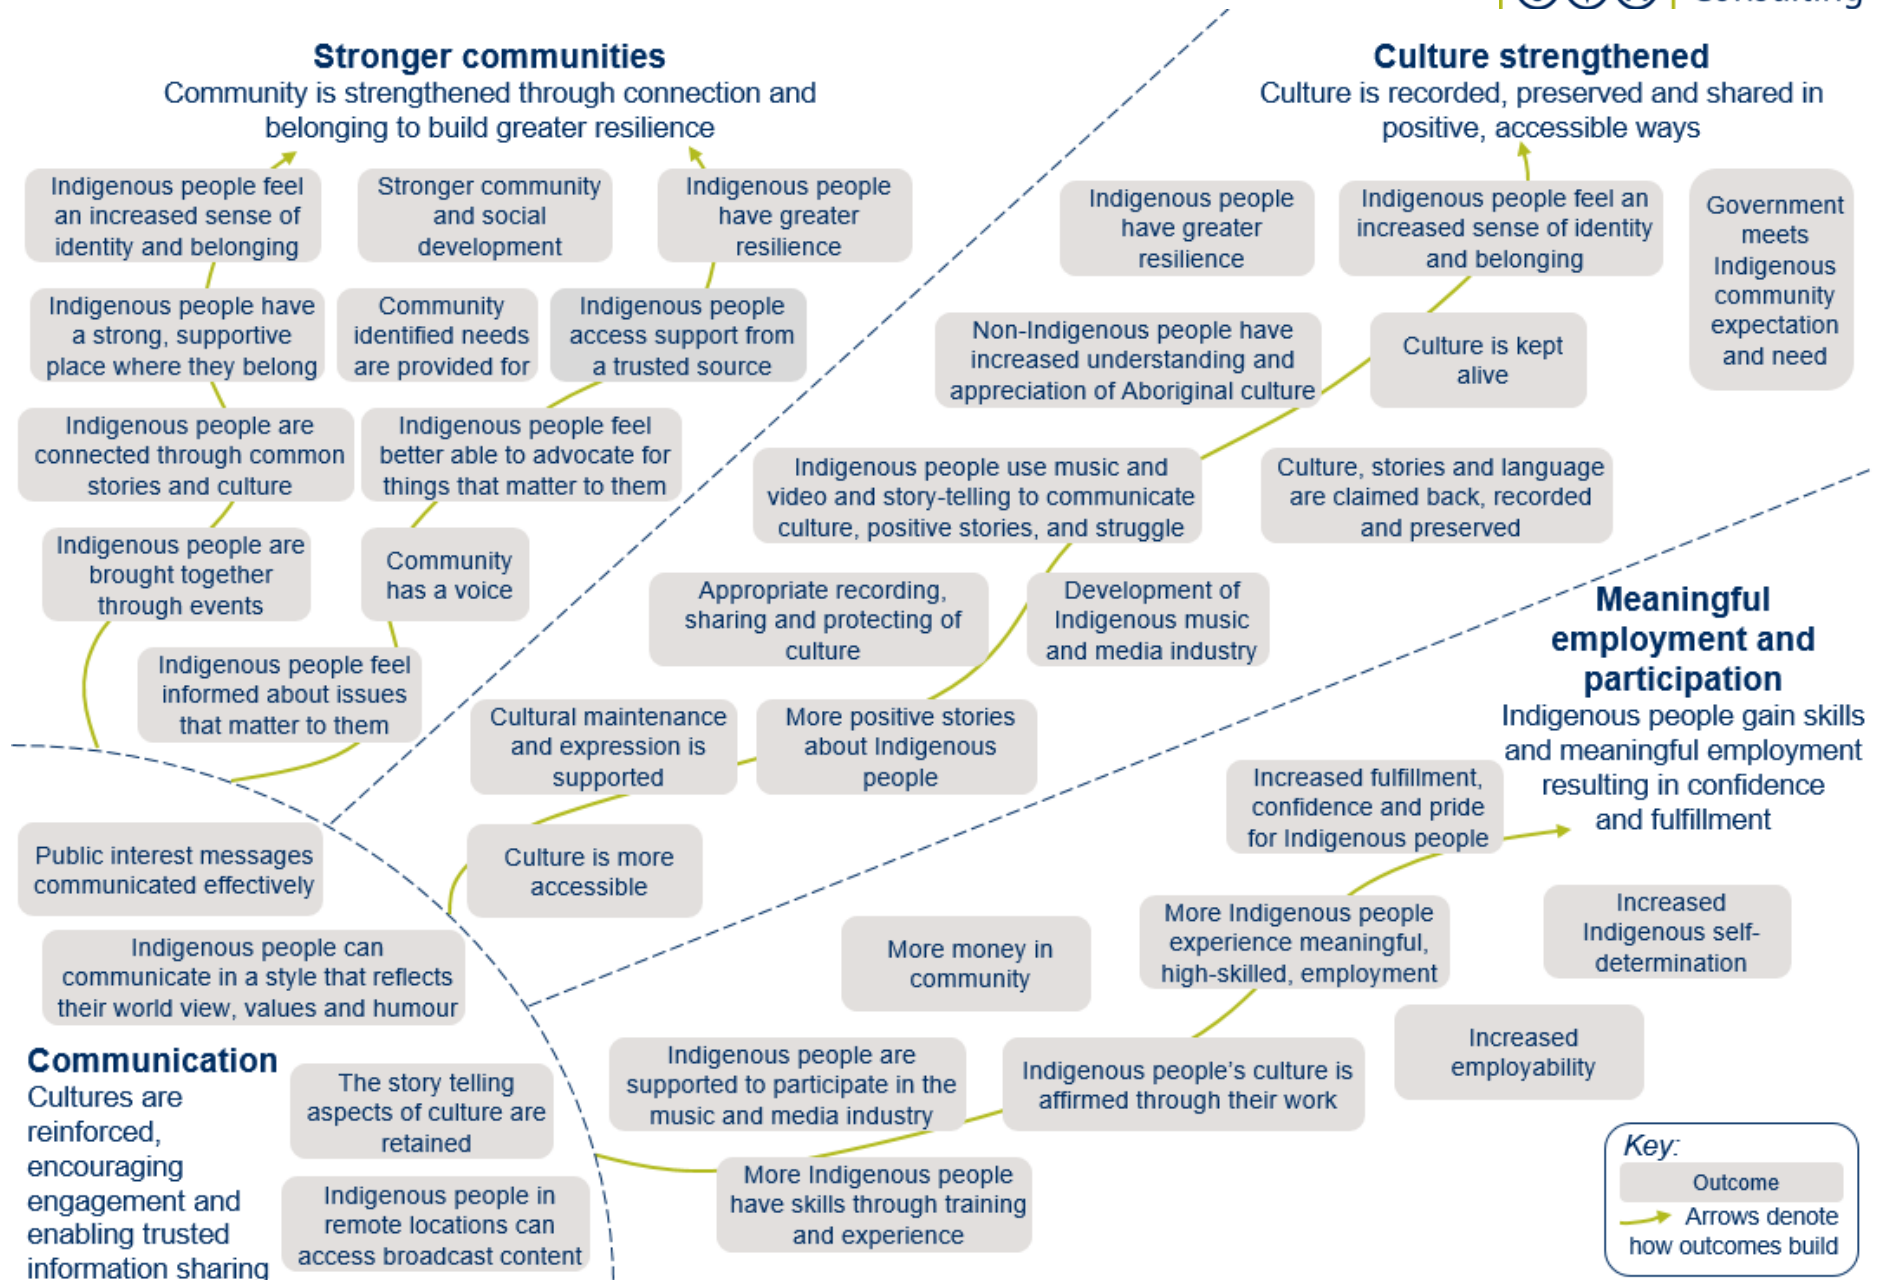 Consulting
Stronger communities
Community is strengthened through connection and
belonging to build greater resilience
Indigenous people feel
an increased sense of
identity and belonging
Stronger community
and social
development
Indigenous people
have greater
resilience
Indigenous people have
a strong, supportive
place where they belong
Community
identified needs
are provided for
Indigenous people
access support from
a trusted source
Indigenous people are
connected through common
stories and culture
Indigenous people feel
better able to advocate for
things that matter to them
Indigenous people are
brought together
through events
Community
has a voice
Indigenous people feel
informed about issues
that matter to them
Culture strengthened
Culture is recorded, preserved and shared in
positive, accessible ways
Indigenous people
have greater
resilience
Indigenous people feel an
increased sense of identity
and belonging
Government
meets
Indigenous
community
expectation
and need
Non-Indigenous people have
increased understanding and
appreciation of Aboriginal culture
Culture is kept
alive
Indigenous people use music and
video and story-telling to communicate
culture, positive stories, and struggle
Culture, stories and language
are claimed back, recorded
and preserved
Appropriate recording,
sharing and protecting of
culture
Development of
Indigenous music
and media industry
Cultural maintenance
and expression is
supported
More positive stories
about Indigenous
people
Culture is more
accessible
Meaningful
employment and
participation
Indigenous people gain skills
and meaningful employment
resulting in confidence
and fulfillment
Increased fulfillment,
confidence and pride
for Indigenous people
More Indigenous people
experience meaningful,
high-skilled, employment
Increased
Indigenous self-
determination
More money in
community
Increased
employability
Indigenous people are
supported to participate in the
music and media industry
Indigenous people's culture is
affirmed through their work
More Indigenous people
have skills through training
and experience
Public interest messages
communicated effectively
Indigenous people can
communicate in a style that reflects
their world view, values and humour
Communication
Cultures are
reinforced,
encouraging
engagement and
enabling trusted
information sharing
The story telling
aspects of culture are
retained
Indigenous people in
remote locations can
access broadcast content
Key:
Outcome
Arrows denote
how outcomes build